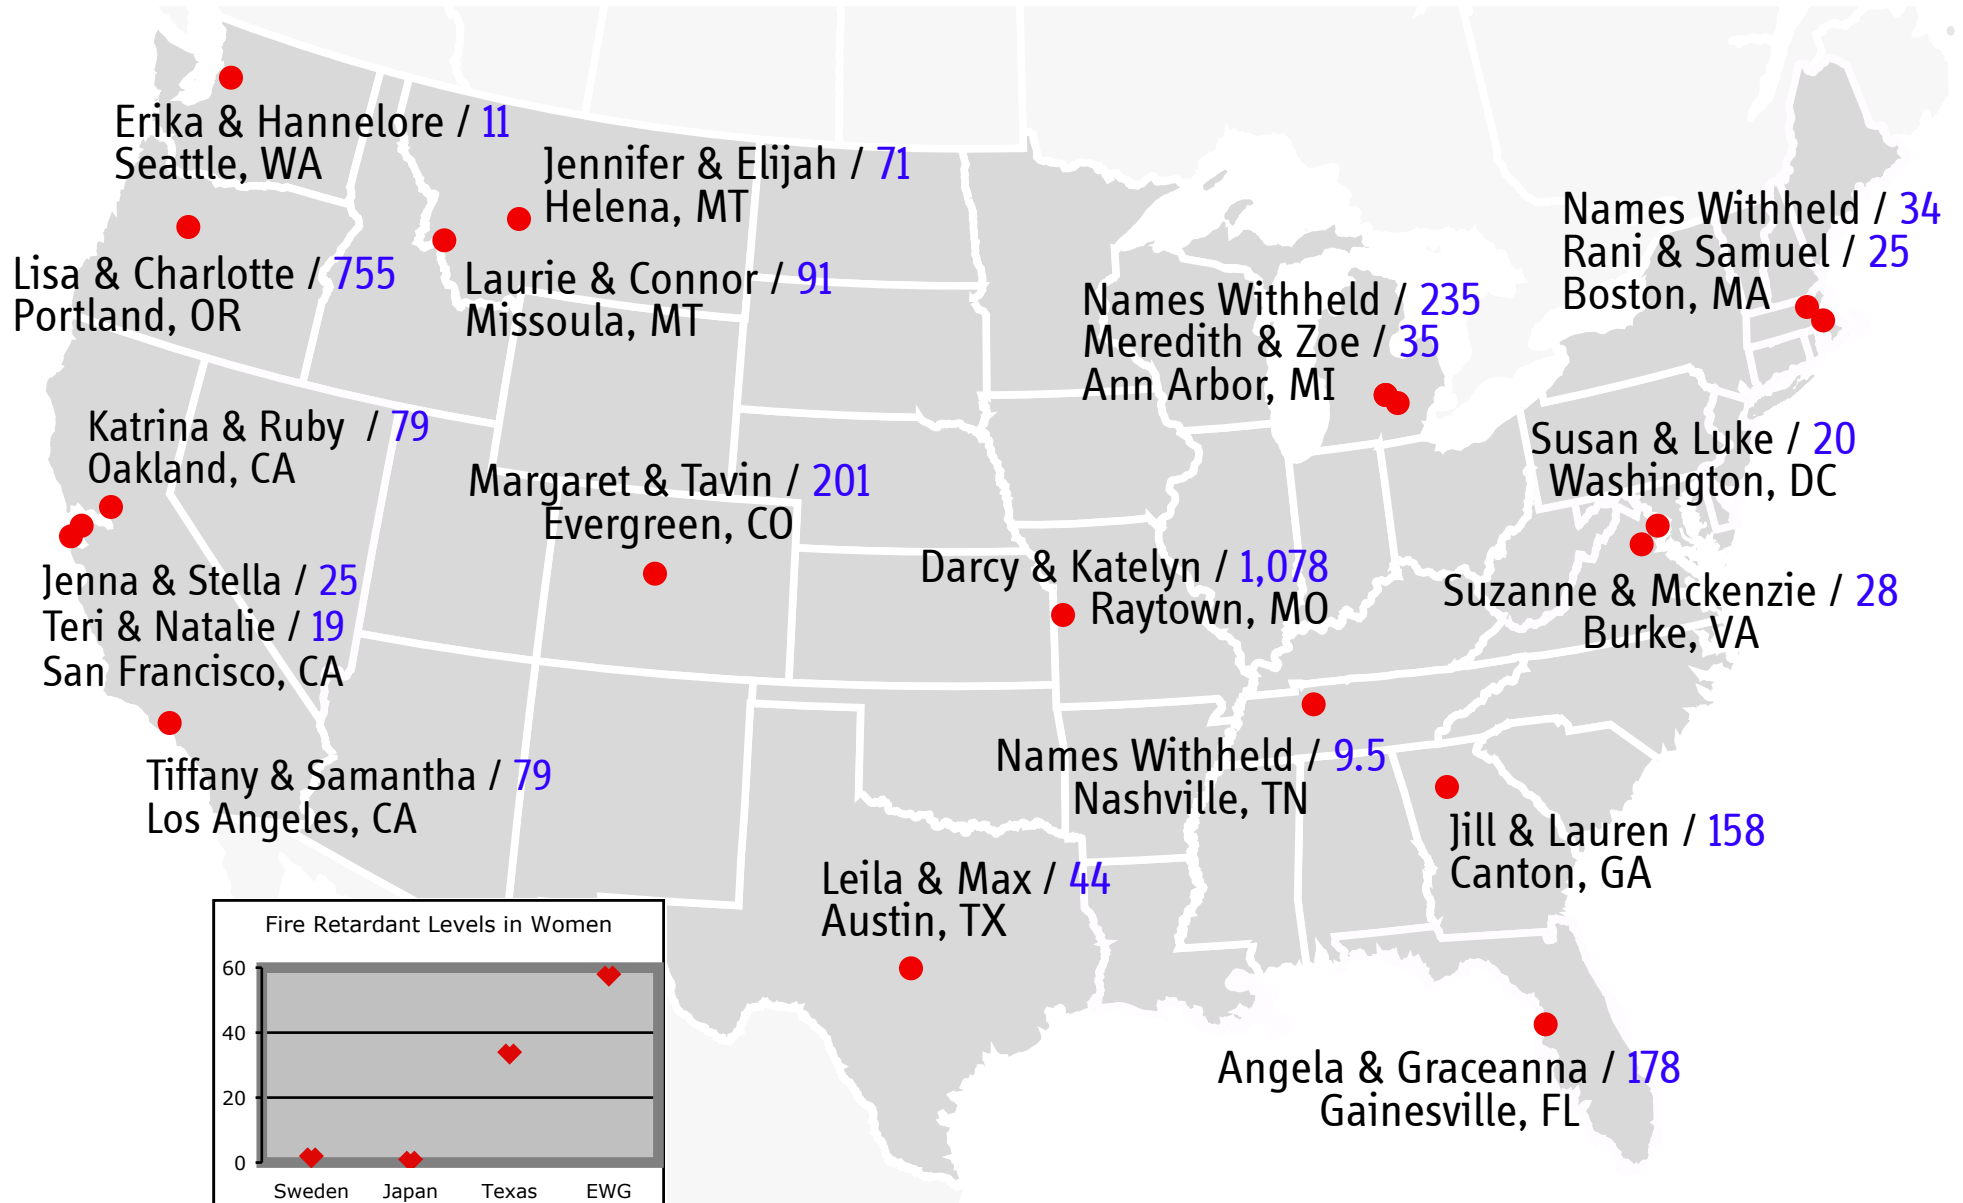 Erika & Hannelore / 11
Seattle, WA
Jennifer & Elijah / 71
Helena, MT
Names Withheld / 34
Rani & Samuel / 25
Boston, MA
Lisa & Charlotte / 755
Portland, OR
Laurie & Connor / 91
Missoula, MT
Names Withheld / 235
Meredith & Zoe / 35
Ann Arbor, MI
Katrina & Ruby / 79
Oakland, CA
Margaret & Tavin / 201
Evergreen, CO
Susan & Luke / 20
Washington, DC
Darcy & Katelyn / 1,078
Raytown, MO
Jenna & Stella / 25
Teri & Natalie / 19
San Francisco, CA
Suzanne & Mckenzie / 28
Burke, VA
Tiffany & Samantha / 79
Los Angeles, CA
Names Withheld / 9.5
Nashville, TN
Jill & Lauren / 158
Canton, GA
Leila & Max / 44
Austin, TX
Angela & Graceanna / 178
Gainesville, FL
Fire Retardant Levels in Women
60
40
20
0
Sweden Japan Texas EWG